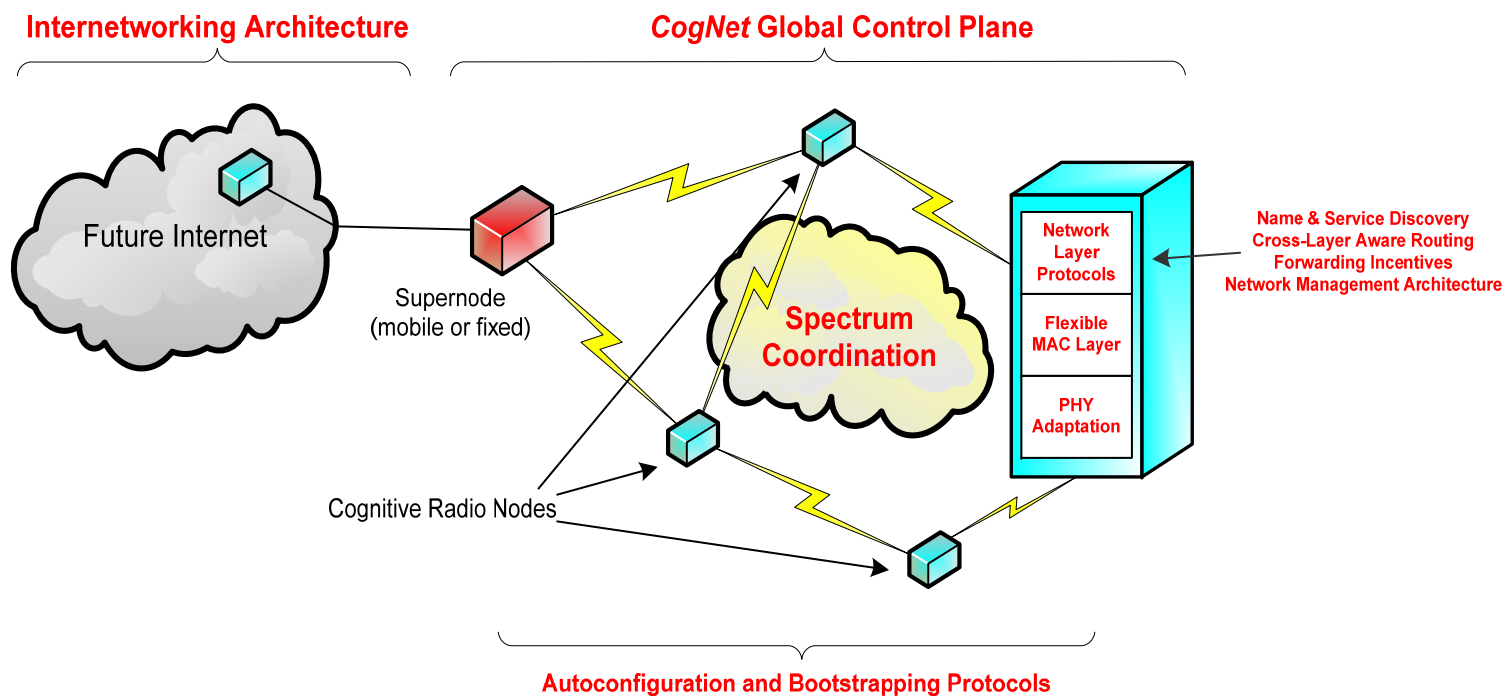 Internetworking Architecture
CogNet Global Control Plane
Future Internet
Supernode
(mobile or fixed)
Spectrum
Coordination
Network
Layer
Protocols
Flexible
MAC Layer
PHY
Adaptation
Name & Service Discovery
Cross-Layer Aware Routing
Forwarding Incentives
Network Management Architecture
Cognitive Radio Nodes
Autoconfiguration and Bootstrapping Protocols